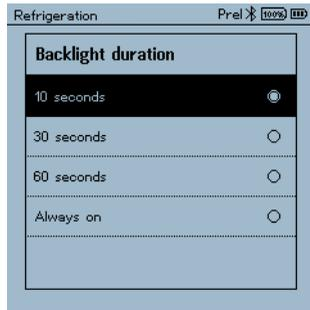 Refrigeration Prel 100%
Backlight duration
10 seconds
30 seconds
60 seconds
Always on